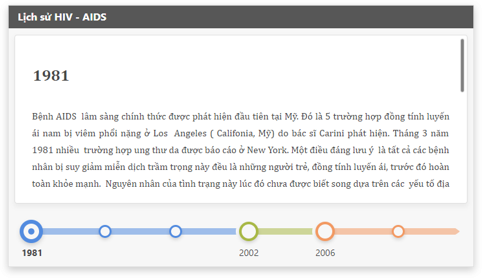 Lịch sử HIV - AIDS
1981
Bệnh AIDS lâm sàng chính thức được phát hiện đầu tiên tại Mỹ. Đó là 5 trường hợp đồng tính luyến
ái nam bị viêm phổi nặng ở Los Angeles ( Califonia, Mỹ) do bác sĩ Carini phát hiện. Tháng 3 năm
1981 nhiều trường hợp ung thư da được báo cáo ở New York. Một điều đáng lưu ý là tất cả các bệnh
nhân bị suy giảm miễn dịch trầm trọng này đều là những người trẻ, đồng tính luyến ái, trước đó hoàn
toàn khỏe mạnh. Nguyên nhân của tình trạng này lúc đó chưa được biết song dựa trên các yếu tố địa
1981
2002
2006